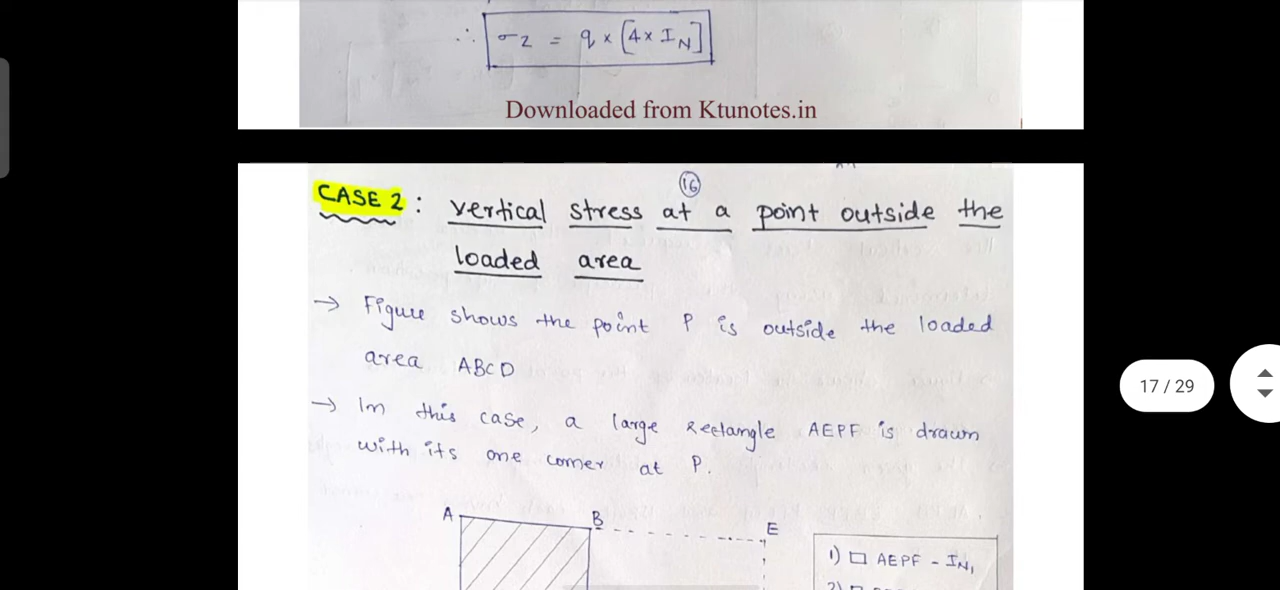 ∴ σz = q × [4 × IN]
Downloaded from Ktunotes.in
16
CASE 2 : Vertical stress at a point outside the
loaded area
→ Figure shows the point P is outside the loaded
area ABCD
→ In this case, a large Rectangle AEPF is drawn
with its one corner at P.
A B E
1) □ AEPF - IN1
2) □
17 / 29